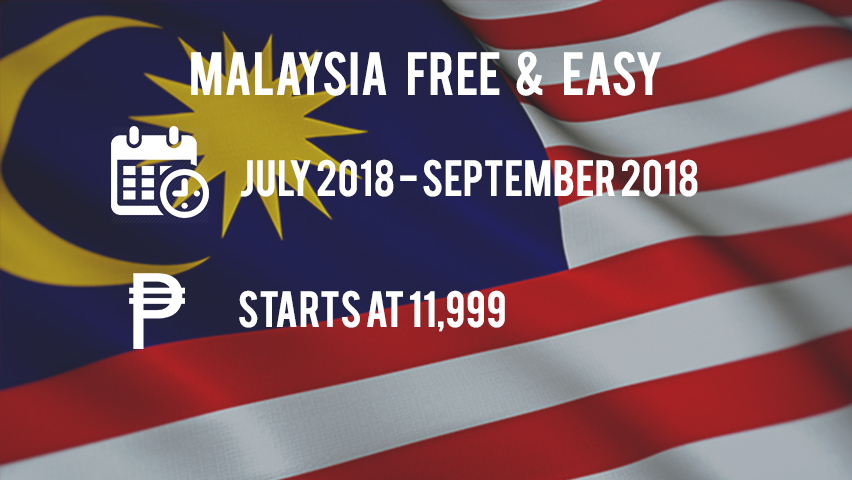 MALAYSIA FREE & EASY
JULY 2018 - SEPTEMBER 2018
₱ STARTS AT 11,999